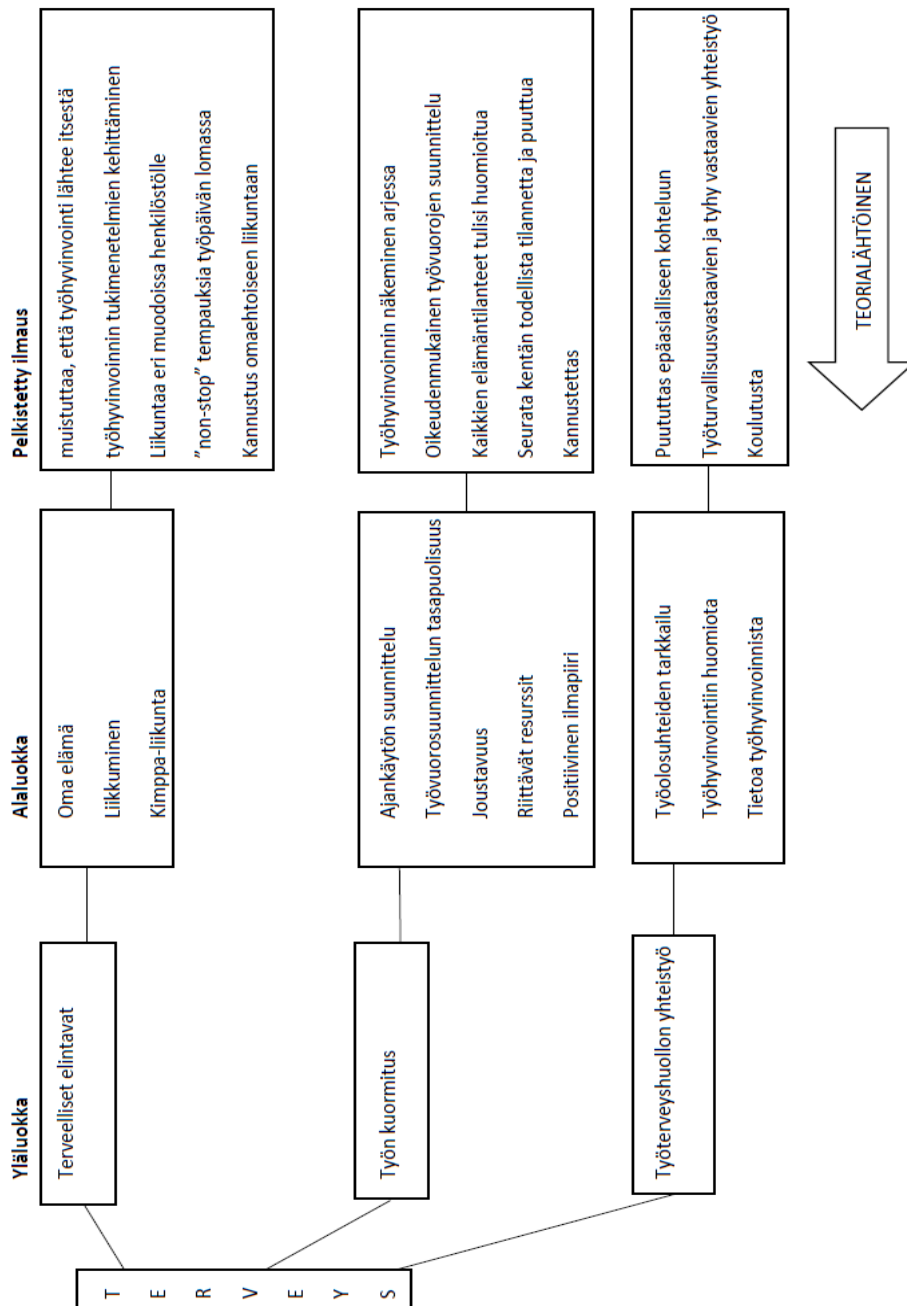 Yläluokka
Alaluokka
Pelkistetty ilmaus
T
E
R
V
E
Y
S
Terveelliset elintavat
Oma elämä
Liikkuminen
Kimppa-liikunta
muistuttaa, että työhyvinvointi lähtee itsestä
työhyvinvoinnin tukimenetelmien kehittäminen
Liikuntaa eri muodoissa henkilöstölle
”non-stop” tempauksia työpäivän lomassa
Kannustus omaehtoiseen liikuntaan
Työn kuormitus
Ajankäytön suunnittelu
Työvuorosuunnittelun tasapuolisuus
Joustavuus
Riittävät resurssit
Positiivinen ilmapiiri
Työhyvinvoinnin näkeminen arjessa
Oikeudenmukainen työvuorojen suunnittelu
Kaikkien elämäntilanteet tulisi huomioitua
Seurata kentän todellista tilannetta ja puuttua
Kannustettas
Työterveyshuollon yhteistyö
Työolosuhteiden tarkkailu
Työhyvinvointiin huomiota
Tietoa työhyvinvoinnista
Puututtas epäasialliseen kohteluun
Työturvallisuusvastaavien ja tyhy vastaavien yhteistyö
Koulutusta
TEORIALÄHTÖINEN